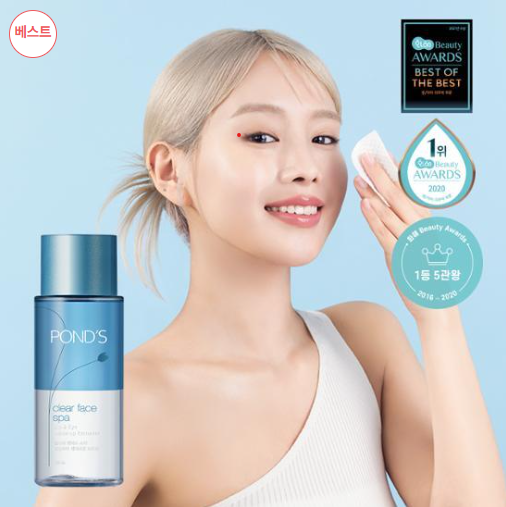 베스트
Beauty
AWARDS
BEST OF
THE BEST
1위
Beauty
AWARDS
2020
Beauty Awards
1등 5관왕
2016 - 2020
POND'S
clear face
spa